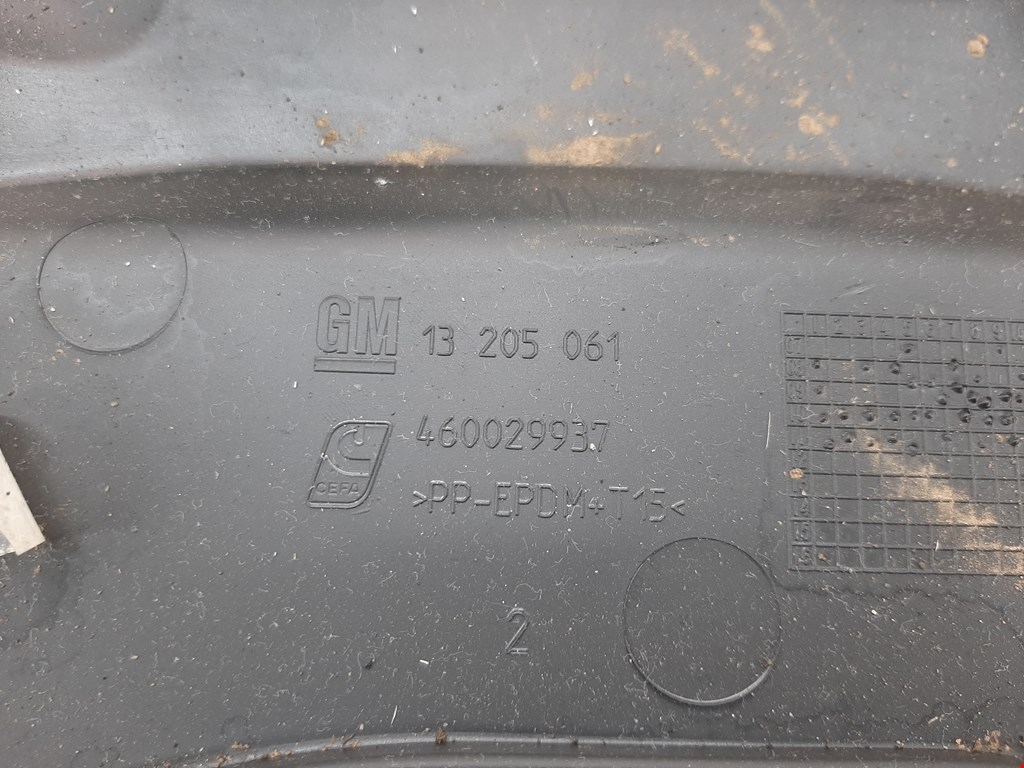 GM 13 205 061
CEFA 460029937
>PP-EPDM+T15<
2